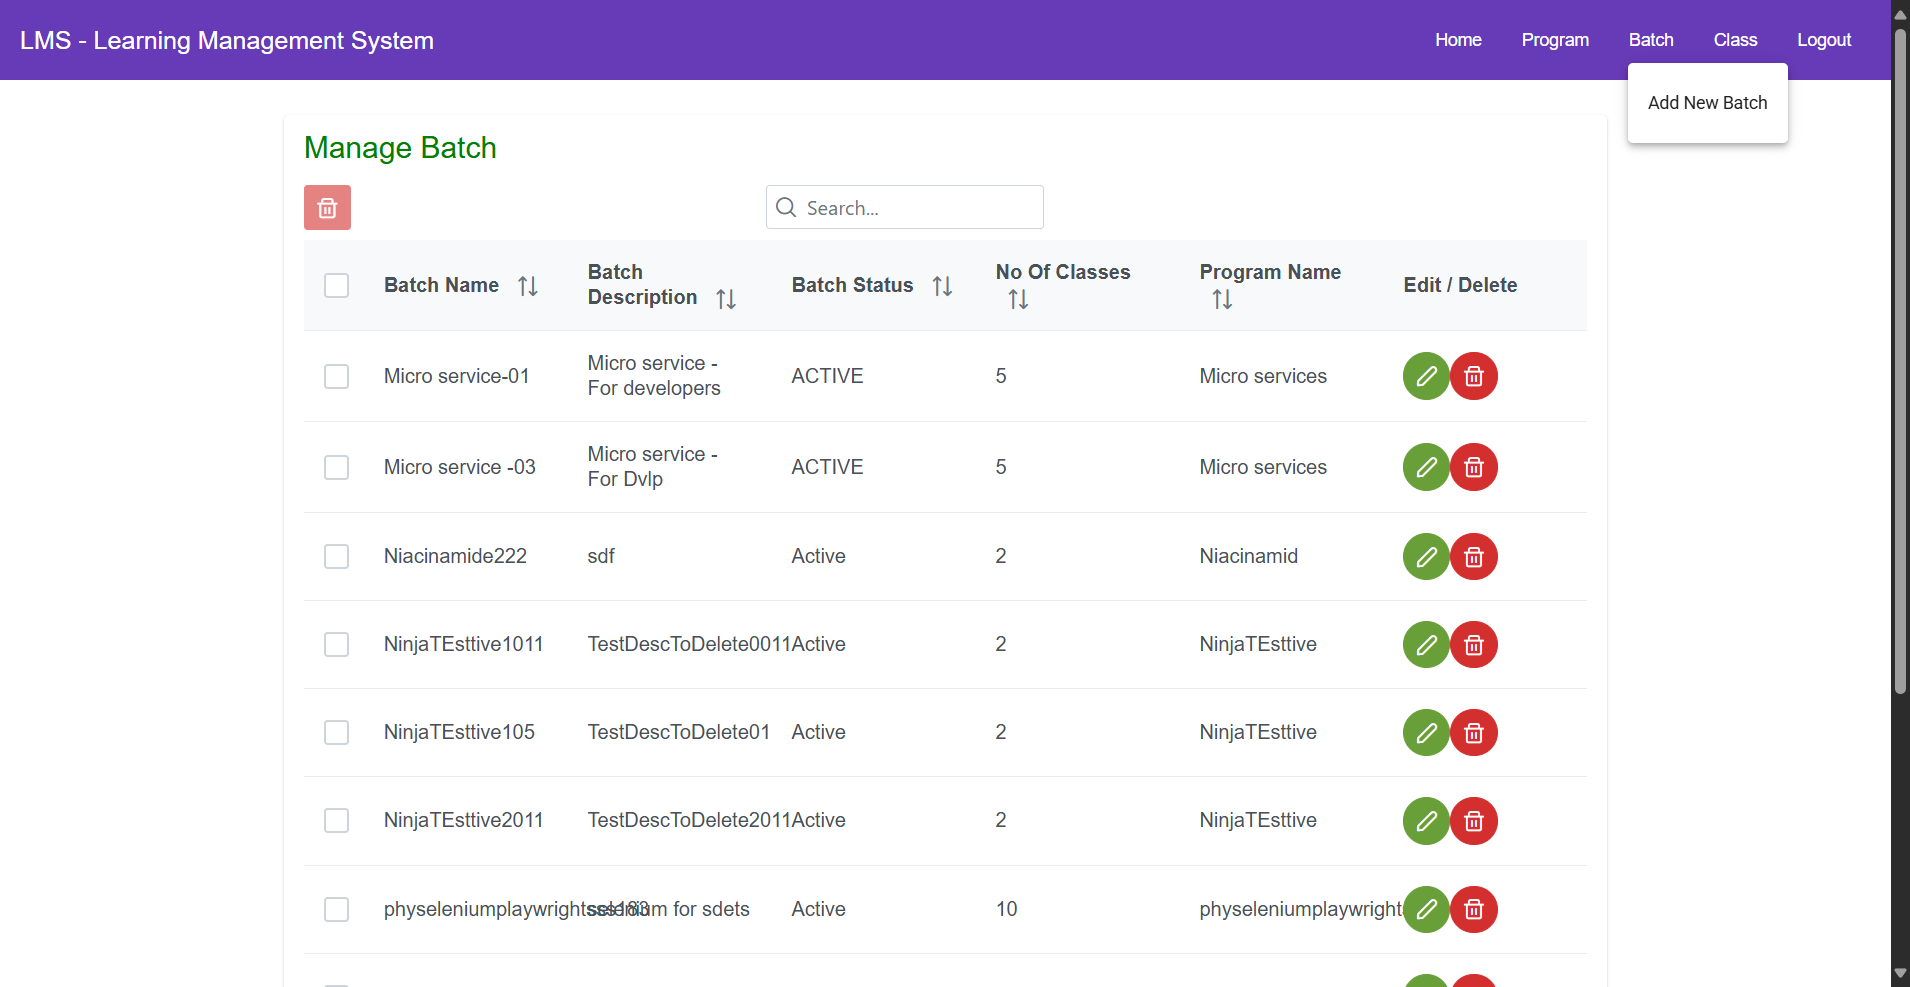 LMS - Learning Management System
Home Program Batch Class Logout
Add New Batch
Manage Batch
Search...
Batch Name Batch Description Batch Status No Of Classes Program Name Edit / Delete
Micro service-01 Micro service - For developers ACTIVE 5 Micro services
Micro service -03 Micro service - For Dvlp ACTIVE 5 Micro services
Niacinamide222 sdf Active 2 Niacinamid
NinjaTEsttive1011 TestDescToDelete0011 Active 2 NinjaTEsttive
NinjaTEsttive105 TestDescToDelete01 Active 2 NinjaTEsttive
NinjaTEsttive2011 TestDescToDelete2011 Active 2 NinjaTEsttive
for sdets Active 10